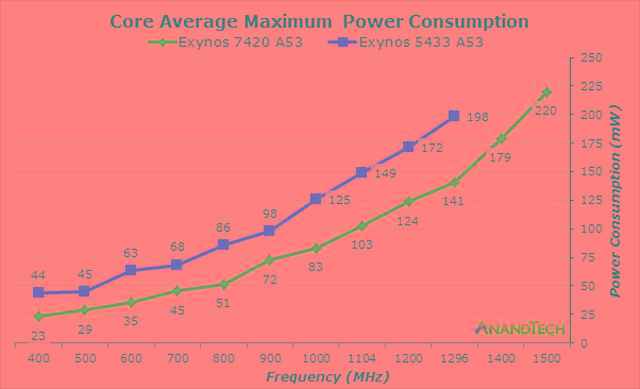 Core Average Maximum Power Consumption
Exynos 7420 A53 Exynos 5433 A53
250
225
200
175
150
125
100
75
50
25
0
Power Consumption (mW)
44 45 63 68 86 98 125 149 172 198
23 29 35 45 51 72 83 103 124 141 179 220
ANANDTECH
400 500 600 700 800 900 1000 1104 1200 1296 1400 1500
Frequency (MHz)